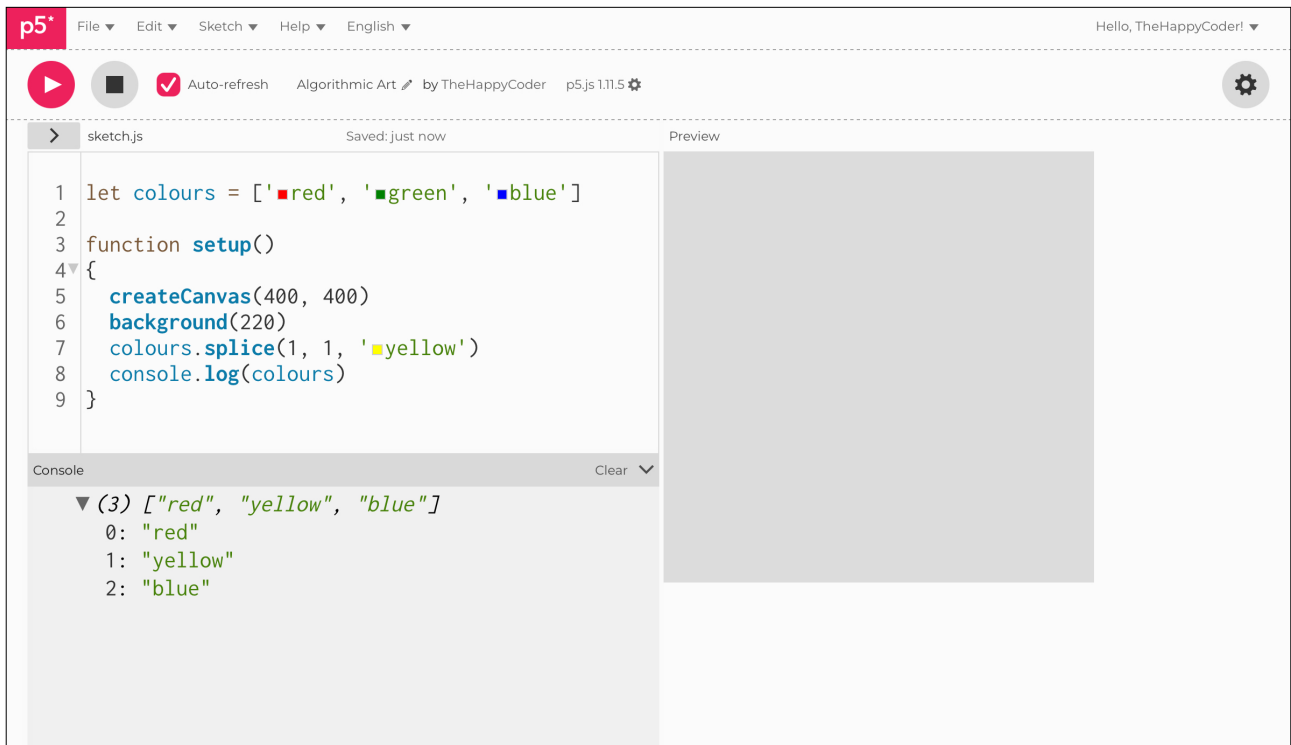 p5* File Edit Sketch Help English Hello, TheHappyCoder!
Auto-refresh Algorithmic Art by TheHappyCoder p5.js 1.11.5
sketch.js Saved: just now Preview
1 let colours = ['red', 'green', 'blue']
2
3 function setup()
4 {
5 createCanvas(400, 400)
6 background(220)
7 colours.splice(1, 1, 'yellow')
8 console.log(colours)
9 }
Console Clear
(3) ["red", "yellow", "blue"]
0: "red"
1: "yellow"
2: "blue"